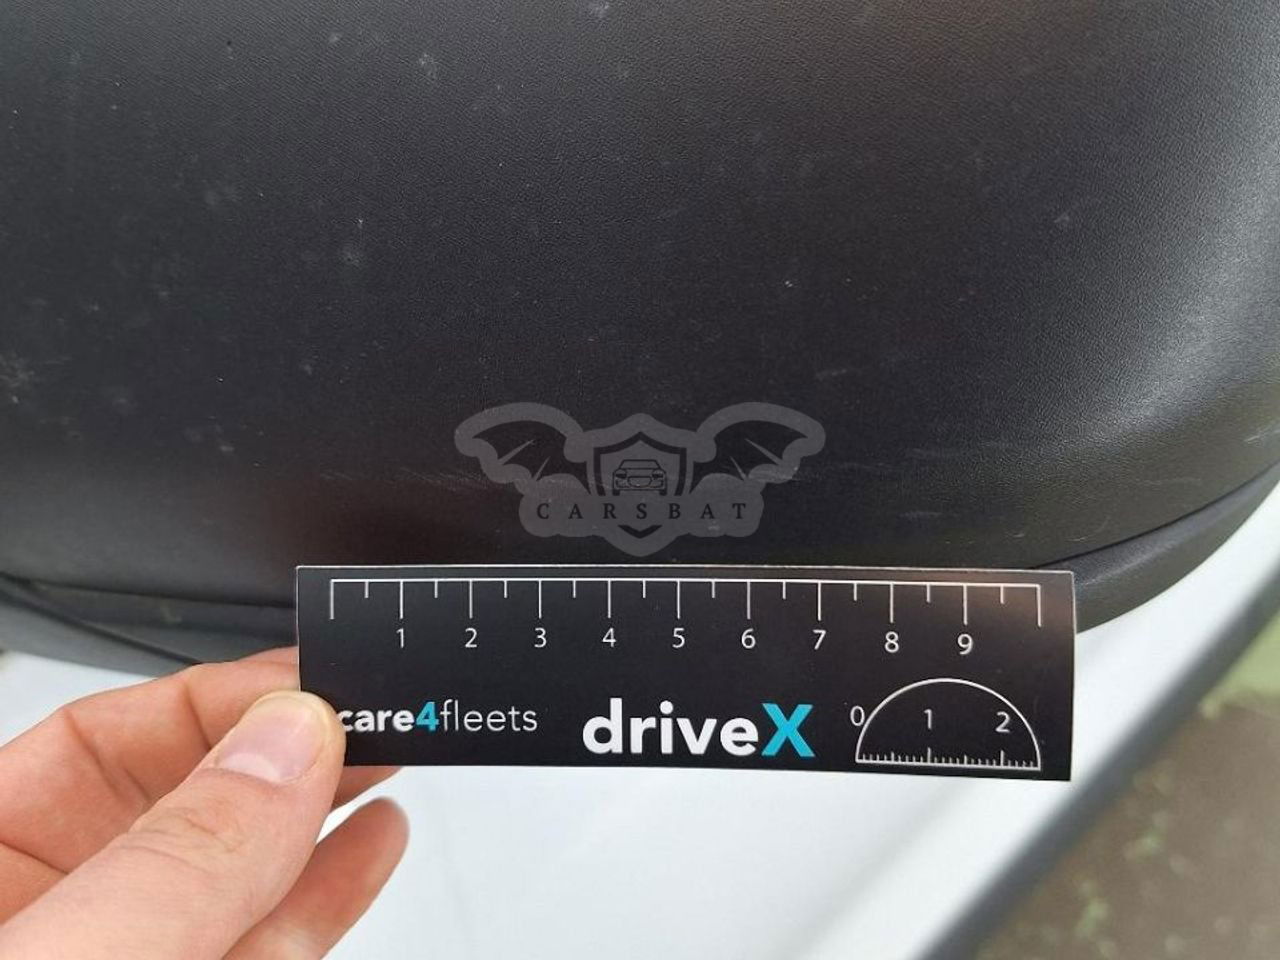 CARSBAT
1 2 3 4 5 6 7 8 9
care4fleets driveX 0 1 2